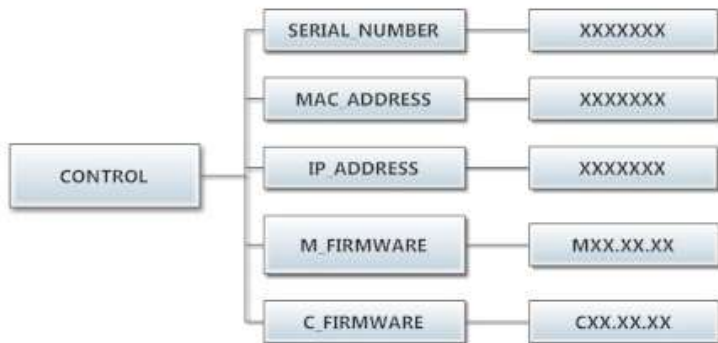 SERIAL_NUMBER XXXXXXX
MAC_ADDRESS XXXXXXX
CONTROL IP_ADDRESS XXXXXXX
M_FIRMWARE MXX.XX.XX
C_FIRMWARE CXX.XX.XX